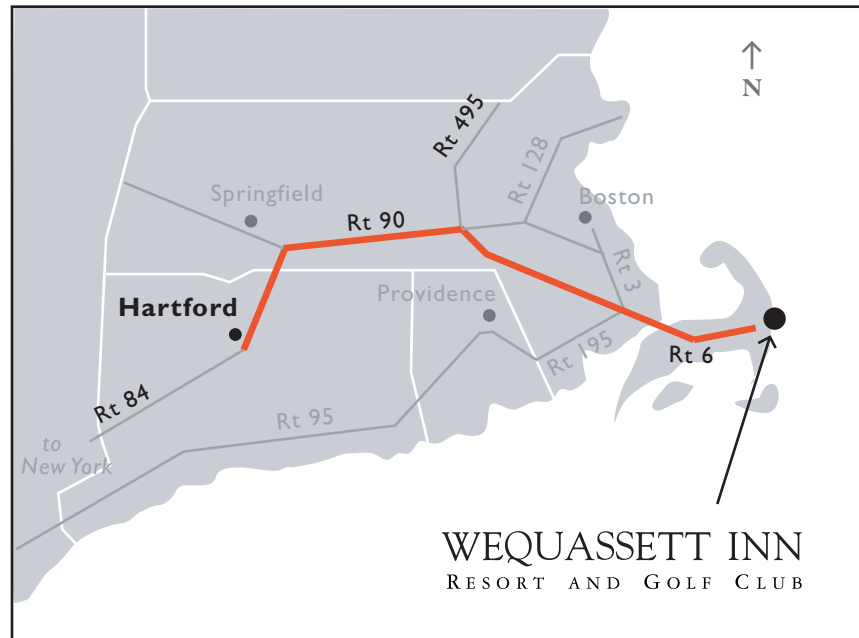 N
Rt 495
Rt 128
Springfield
Boston
Rt 90
Rt 3
Hartford
Providence
Rt 195
Rt 6
Rt 84
Rt 95
to
New York
WEQUASSETT INN
RESORT AND GOLF CLUB